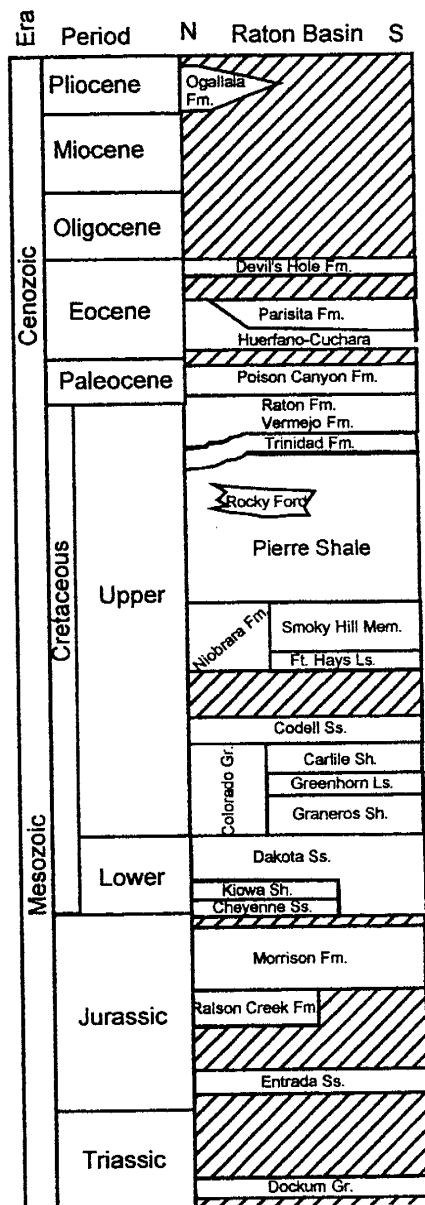 Era
Period
N
Raton Basin
S
Cenozoic
Pliocene
Ogallala
Fm.
Miocene
Oligocene
Devil's Hole Fm.
Eocene
Parisita Fm.
Huerfano-Cuchara
Paleocene
Poison Canyon Fm.
Mesozoic
Cretaceous
Upper
Raton Fm.
Vermejo Fm.
Trinidad Fm.
Rocky Ford
Pierre Shale
Niobrara Fm.
Smoky Hill Mem.
Ft. Hays Ls.
Codell Ss.
Colorado Gr.
Carlile Sh.
Greenhorn Ls.
Graneros Sh.
Lower
Dakota Ss.
Kiowa Sh.
Cheyenne Ss.
Jurassic
Morrison Fm.
Ralson Creek Fm
Entrada Ss.
Triassic
Dockum Gr.